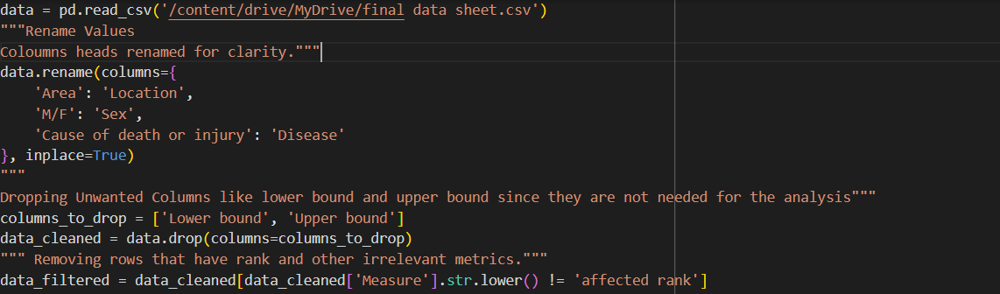 data = pd.read_csv('/content/drive/MyDrive/final data sheet.csv')
"""Rename Values
Coloumns heads renamed for clarity."""
data.rename(columns={
    'Area': 'Location',
    'M/F': 'Sex',
    'Cause of death or injury': 'Disease'
}, inplace=True)
"""
Dropping Unwanted Columns like lower bound and upper bound since they are not needed for the analysis"""
columns_to_drop = ['Lower bound', 'Upper bound']
data_cleaned = data.drop(columns=columns_to_drop)
""" Removing rows that have rank and other irrelevant metrics."""
data_filtered = data_cleaned[data_cleaned['Measure'].str.lower() != 'affected rank']